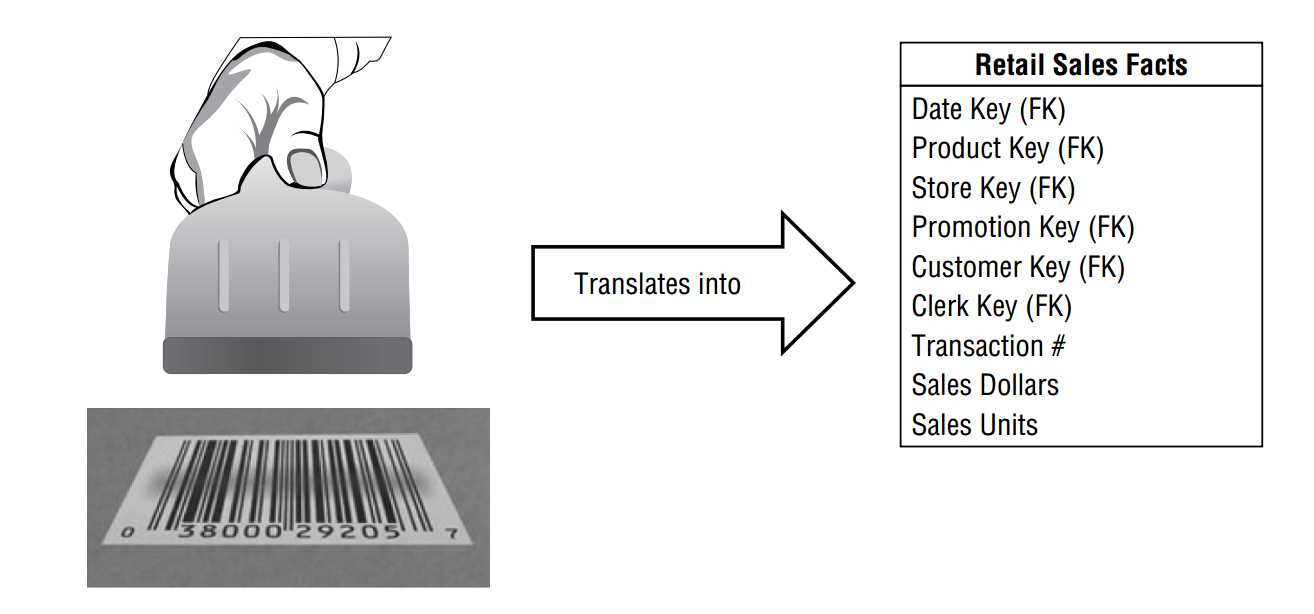 Translates into
0 38000 29205 7
Retail Sales Facts
Date Key (FK)
Product Key (FK)
Store Key (FK)
Promotion Key (FK)
Customer Key (FK)
Clerk Key (FK)
Transaction #
Sales Dollars
Sales Units